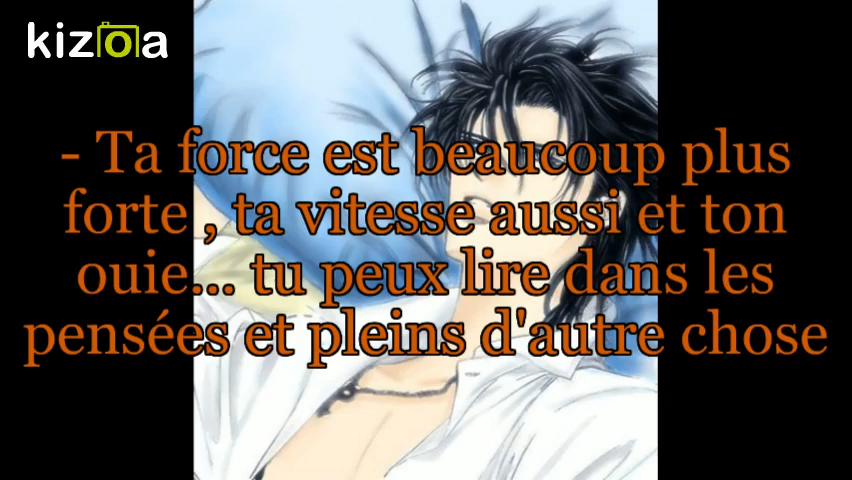 kizoa
- Ta force est beaucoup plus
forte , ta vitesse aussi et ton
ouie... tu peux lire dans les
pensées et pleins d'autre chose